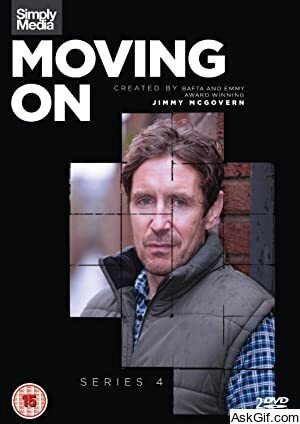 Simply
Media
MOVING
ON
CREATED BY BAFTA AND EMMY
AWARD WINNING
JIMMY MCGOVERN
SERIES 4
15
2DVD
AskGif.com